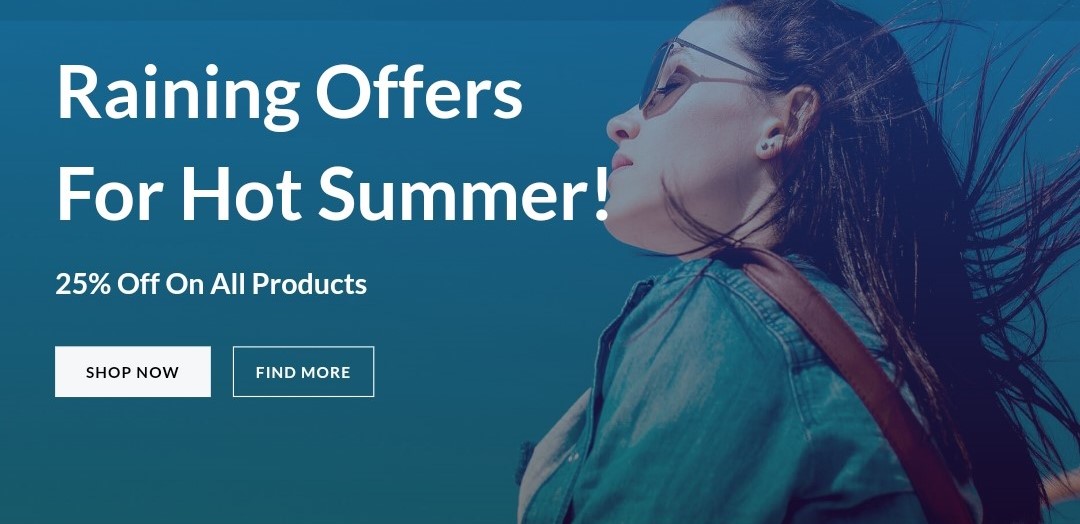 Raining Offers
For Hot Summer!
25% Off On All Products
SHOP NOW
FIND MORE